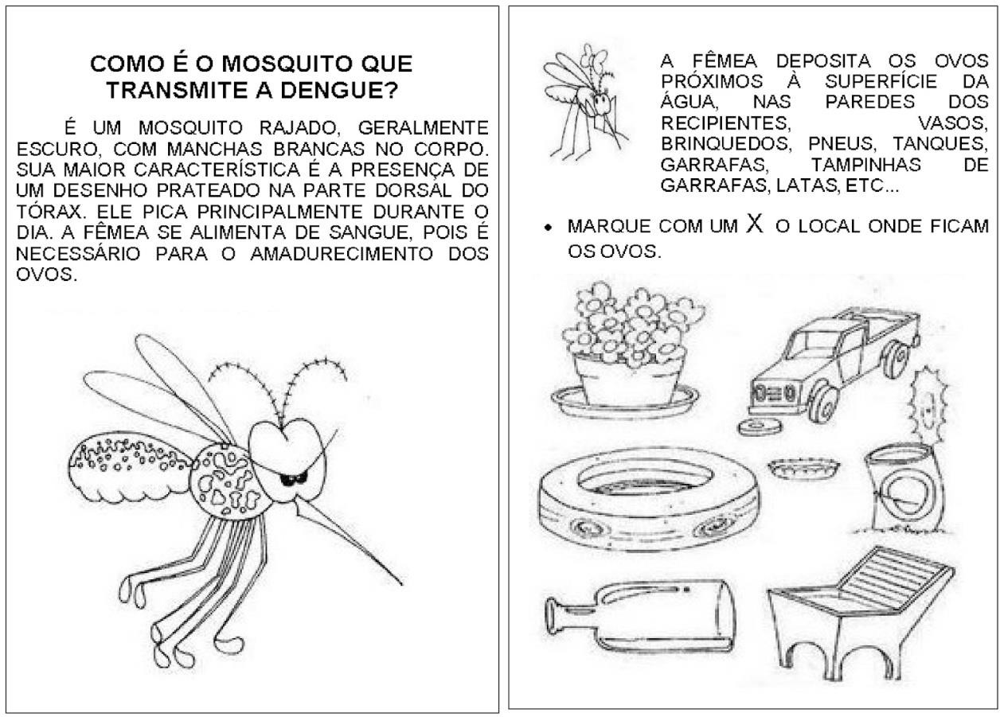 COMO É O MOSQUITO QUE
TRANSMITE A DENGUE?
É UM MOSQUITO RAJADO, GERALMENTE
ESCURO, COM MANCHAS BRANCAS NO CORPO.
SUA MAIOR CARACTERÍSTICA É A PRESENÇA DE
UM DESENHO PRATEADO NA PARTE DORSAL DO
TÓRAX. ELE PICA PRINCIPALMENTE DURANTE O
DIA. A FÊMEA SE ALIMENTA DE SANGUE, POIS É
NECESSÁRIO PARA O AMADURECIMENTO DOS
OVOS.
A FÊMEA DEPOSITA OS OVOS
PRÓXIMOS À SUPERFÍCIE DA
ÁGUA, NAS PAREDES DOS
RECIPIENTES, VASOS,
BRINQUEDOS, PNEUS, TANQUES,
GARRAFAS, TAMPINHAS DE
GARRAFAS, LATAS, ETC...
• MARQUE COM UM X O LOCAL ONDE FICAM
OS OVOS.